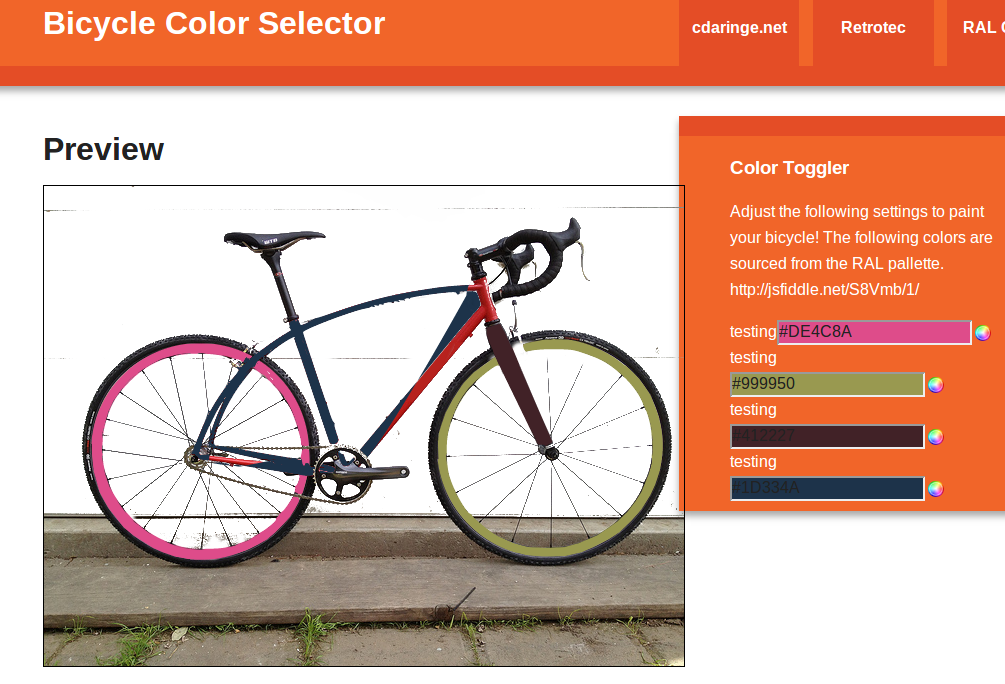 Bicycle Color Selector
cdaringe.net
Retrotec
RAL
Preview
Color Toggler
Adjust the following settings to paint
your bicycle! The following colors are
sourced from the RAL pallette.
http://jsfiddle.net/S8Vmb/1/
testing #DE4C8A
testing
#999950
testing
#412227
testing
#1D334A
WTB